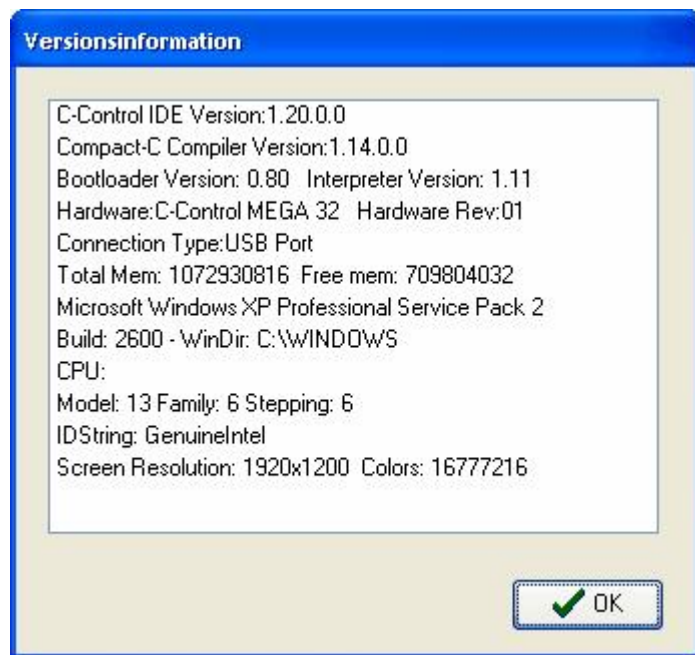 Versionsinformation
C-Control IDE Version:1.20.0.0
Compact-C Compiler Version:1.14.0.0
Bootloader Version: 0.80   Interpreter Version: 1.11
Hardware:C-Control MEGA 32   Hardware Rev:01
Connection Type:USB Port
Total Mem: 1072930816  Free mem: 709804032
Microsoft Windows XP Professional Service Pack 2
Build: 2600 - WinDir: C:\WINDOWS
CPU:
Model: 13 Family: 6 Stepping: 6
IDString: GenuineIntel
Screen Resolution: 1920x1200  Colors: 16777216
OK